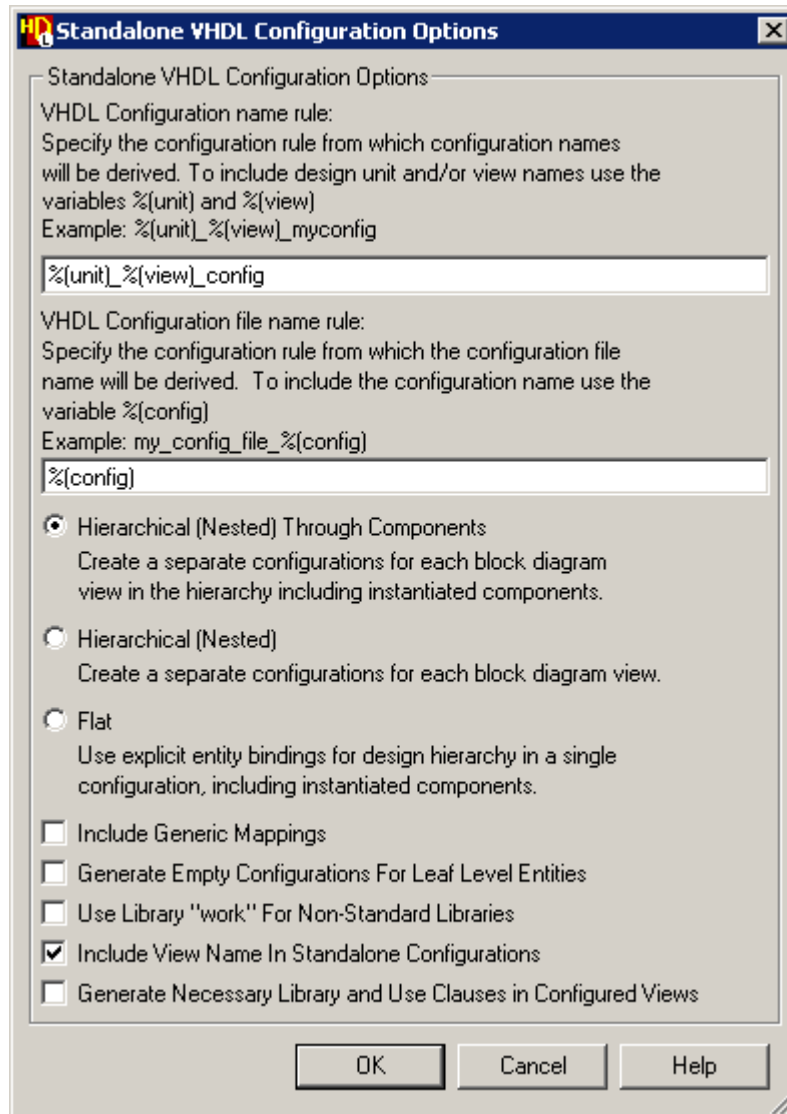 HD L Standalone VHDL Configuration Options
Standalone VHDL Configuration Options
VHDL Configuration name rule:
Specify the configuration rule from which configuration names
will be derived. To include design unit and/or view names use the
variables %(unit) and %(view)
Example: %(unit)_%(view)_myconfig
%(unit)_%(view)_config
VHDL Configuration file name rule:
Specify the configuration rule from which the configuration file
name will be derived.  To include the configuration name use the
variable %(config)
Example: my_config_file_%(config)
%(config)
Hierarchical (Nested) Through Components
Create a separate configurations for each block diagram
view in the hierarchy including instantiated components.
Hierarchical (Nested)
Create a separate configurations for each block diagram view.
Flat
Use explicit entity bindings for design hierarchy in a single
configuration, including instantiated components.
Include Generic Mappings
Generate Empty Configurations For Leaf Level Entities
Use Library "work" For Non-Standard Libraries
Include View Name In Standalone Configurations
Generate Necessary Library and Use Clauses in Configured Views
OK Cancel Help